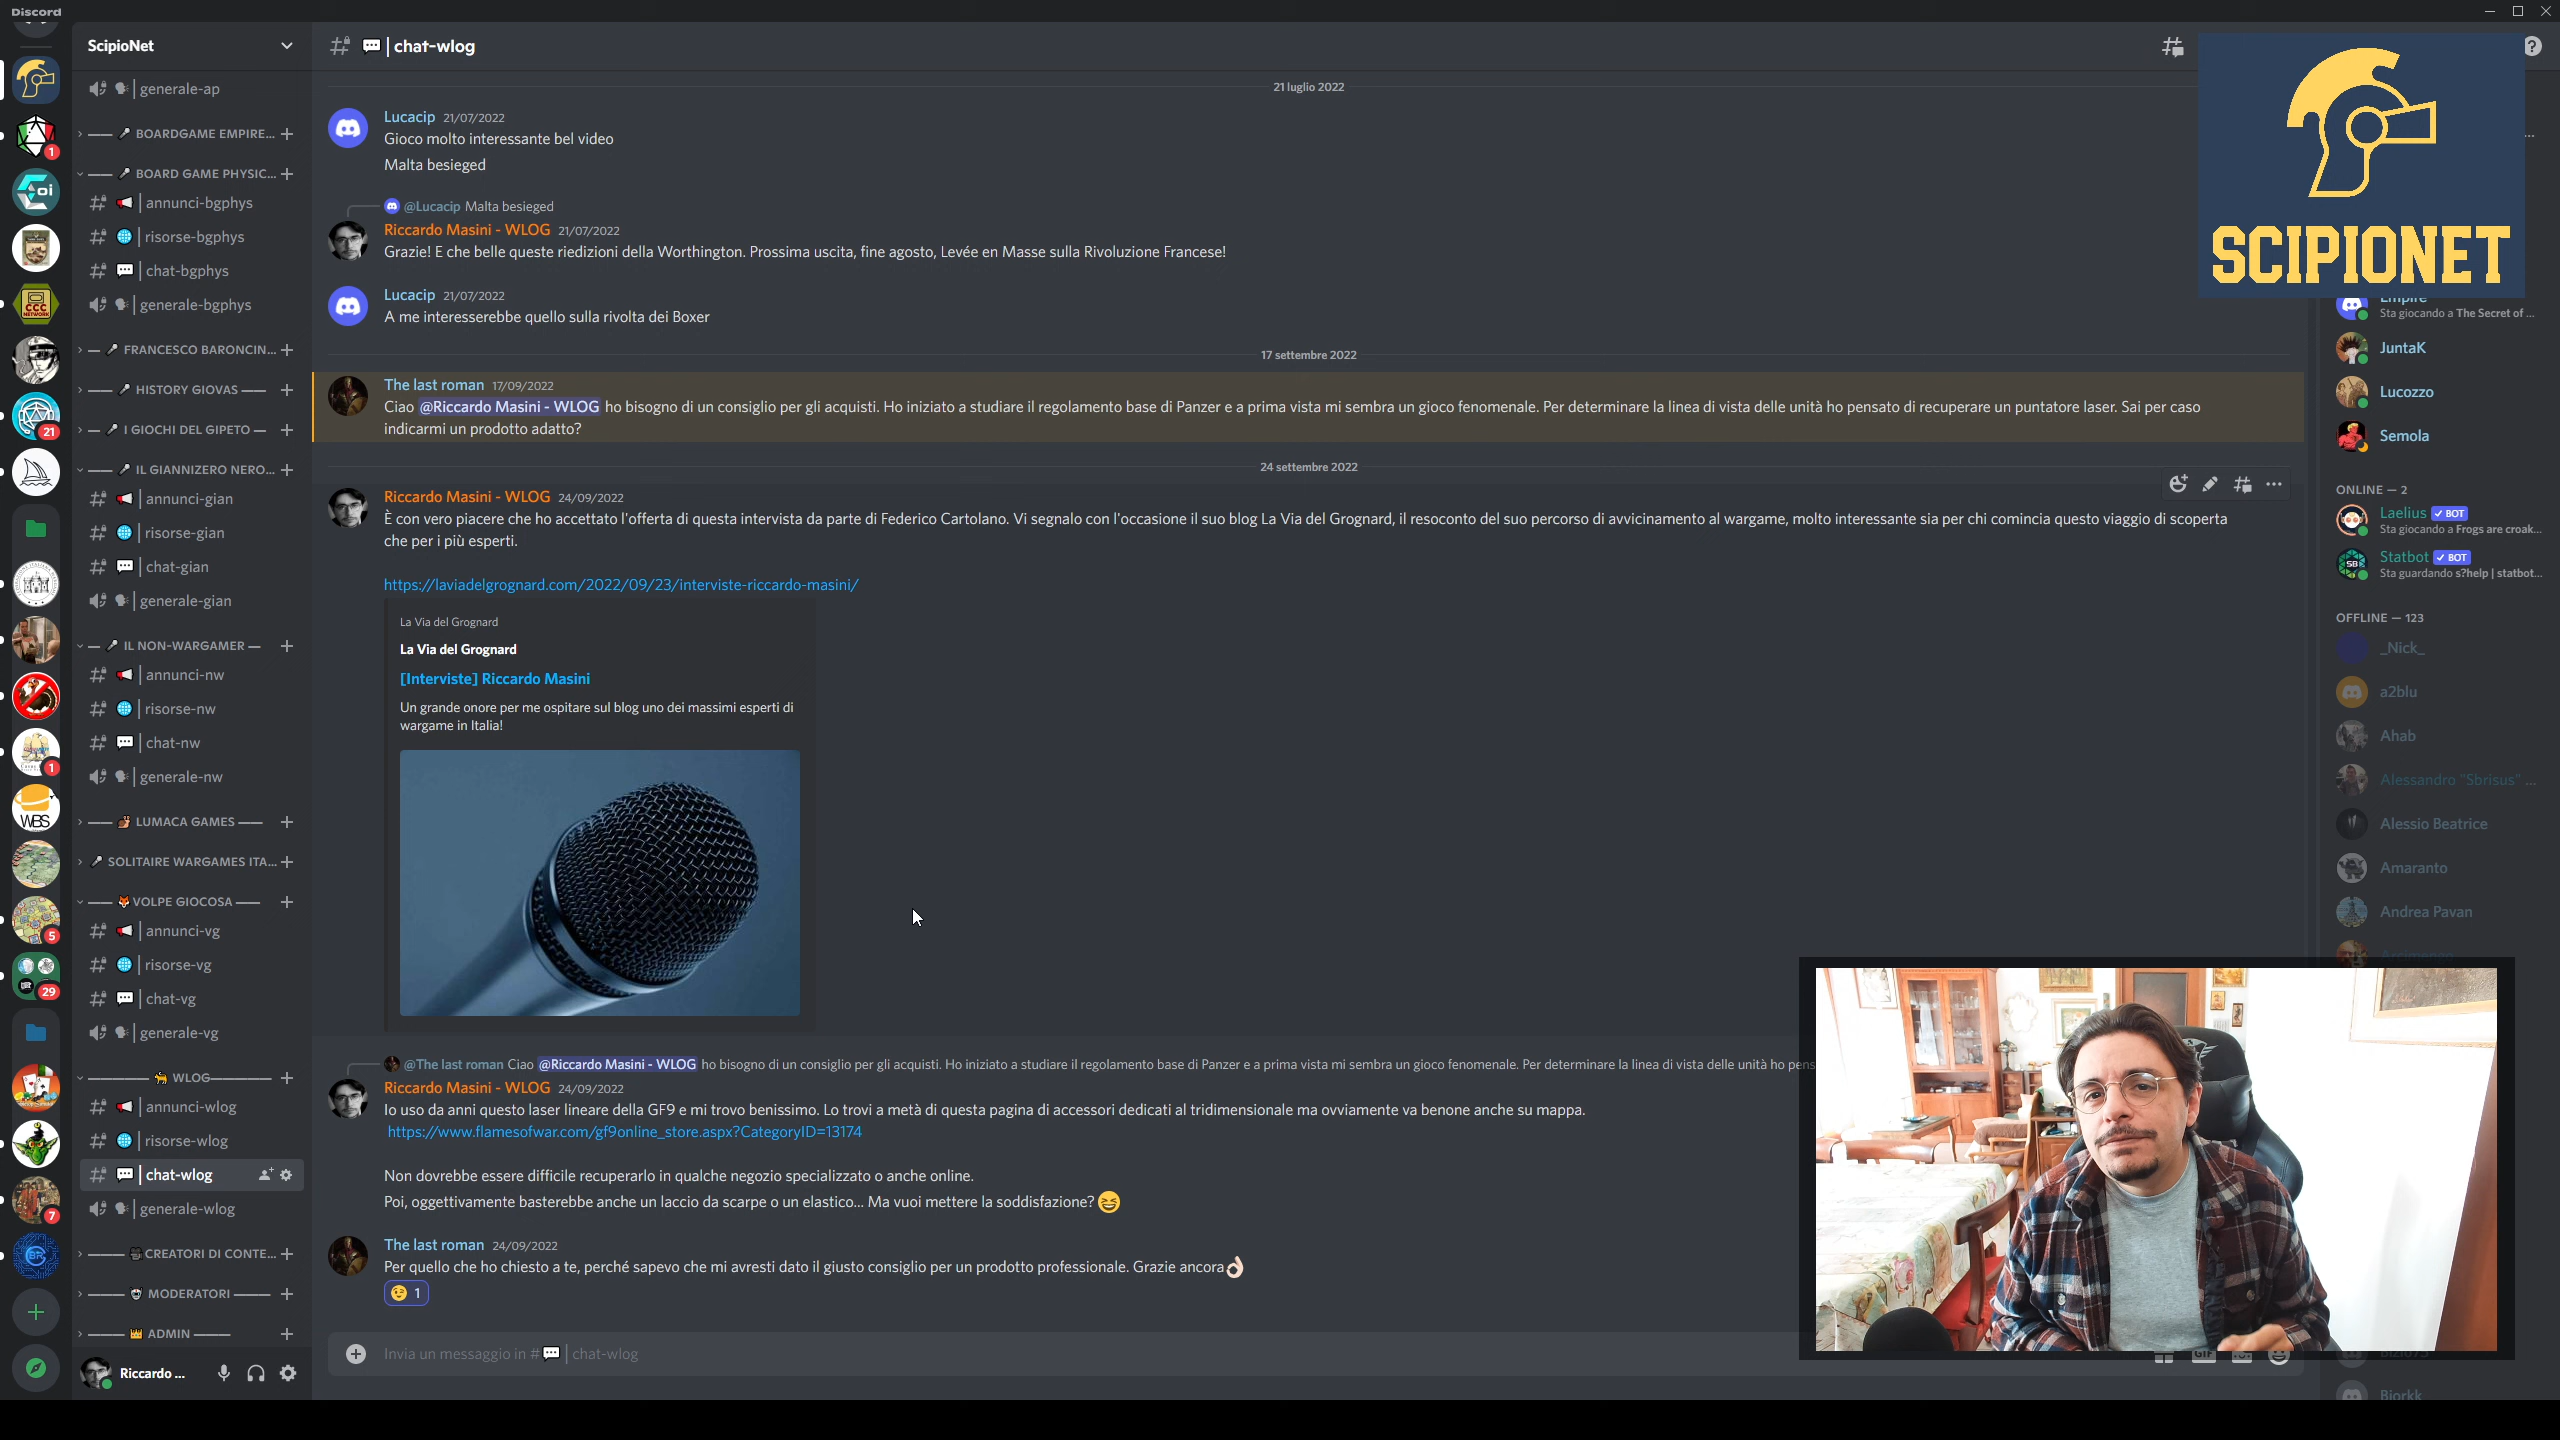 Discord
ScipioNet
generale-ap
BOARDGAME EMPIRE...
BOARD GAME PHYSIC...
annunci-bgphys
risorse-bgphys
chat-bgphys
generale-bgphys
FRANCESCO BARONCIN...
HISTORY GIOVAS
I GIOCHI DEL GIPETO
IL GIANNIZERO NERO...
annunci-gian
risorse-gian
chat-gian
generale-gian
IL NON-WARGAMER
annunci-nw
risorse-nw
chat-nw
generale-nw
LUMACA GAMES
SOLITAIRE WARGAMES ITA...
VOLPE GIOCOSA
annunci-vg
risorse-vg
chat-vg
generale-vg
WLOG
annunci-wlog
risorse-wlog
chat-wlog
generale-wlog
CREATORI DI CONTE...
MODERATORI
ADMIN
Riccardo ...
1
oi
CCC
NETWORK
21
1
WBS
5
29
7
BR
chat-wlog
21 luglio 2022
Lucacip 21/07/2022
Gioco molto interessante bel video
Malta besieged
@Lucacip Malta besieged
Riccardo Masini - WLOG 21/07/2022
Grazie! E che belle queste riedizioni della Worthington. Prossima uscita, fine agosto, Levée en Masse sulla Rivoluzione Francese!
Lucacip 21/07/2022
A me interesserebbe quello sulla rivolta dei Boxer
17 settembre 2022
The last roman 17/09/2022
Ciao @Riccardo Masini - WLOG ho bisogno di un consiglio per gli acquisti. Ho iniziato a studiare il regolamento base di Panzer e a prima vista mi sembra un gioco fenomenale. Per determinare la linea di vista delle unità ho pensato di recuperare un puntatore laser. Sai per caso
indicarmi un prodotto adatto?
24 settembre 2022
Riccardo Masini - WLOG 24/09/2022
È con vero piacere che ho accettato l'offerta di questa intervista da parte di Federico Cartolano. Vi segnalo con l'occasione il suo blog La Via del Grognard, il resoconto del suo percorso di avvicinamento al wargame, molto interessante sia per chi comincia questo viaggio di scoperta
che per i più esperti.
https://laviadelgrognard.com/2022/09/23/interviste-riccardo-masini/
La Via del Grognard
La Via del Grognard
[Interviste] Riccardo Masini
Un grande onore per me ospitare sul blog uno dei massimi esperti di
wargame in Italia!
@The last roman Ciao @Riccardo Masini - WLOG ho bisogno di un consiglio per gli acquisti. Ho iniziato a studiare il regolamento base di Panzer e a prima vista mi sembra un gioco fenomenale. Per determinare la linea di vista delle unità ho pens
Riccardo Masini - WLOG 24/09/2022
Io uso da anni questo laser lineare della GF9 e mi trovo benissimo. Lo trovi a metà di questa pagina di accessori dedicati al tridimensionale ma ovviamente va benone anche su mappa.
https://www.flamesofwar.com/gf9online_store.aspx?CategoryID=13174
Non dovrebbe essere difficile recuperarlo in qualche negozio specializzato o anche online.
Poi, oggettivamente basterebbe anche un laccio da scarpe o un elastico... Ma vuoi mettere la soddisfazione?
The last roman 24/09/2022
Per quello che ho chiesto a te, perché sapevo che mi avresti dato il giusto consiglio per un prodotto professionale. Grazie ancora
1
Invia un messaggio in # | chat-wlog
GIF
SCIPIONET
Empire
Sta giocando a The Secret of ...
JuntaK
Lucozzo
Semola
ONLINE — 2
Laelius BOT
Sta giocando a Frogs are croak...
Statbot BOT
Sta guardando s?help | statbot...
OFFLINE — 123
_Nick_
a2blu
Ahab
Alessandro "Sbrisus" ...
Alessio Beatrice
Amaranto
Andrea Pavan
Bjorkk